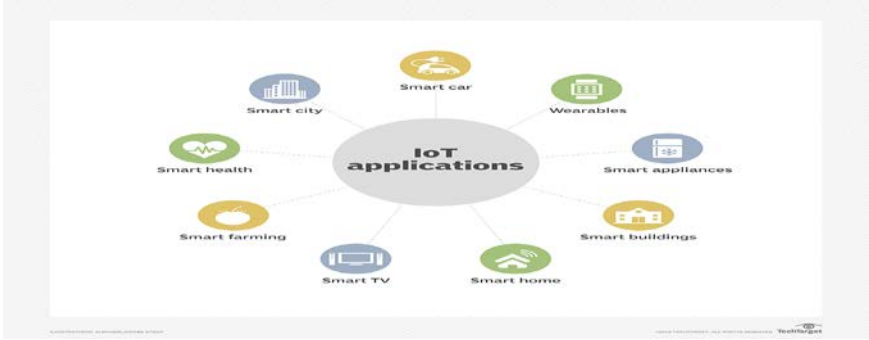 Smart car
Smart city
Wearables
IoT
applications
Smart health
Smart appliances
Smart farming
Smart buildings
Smart TV
Smart home
TechTarget